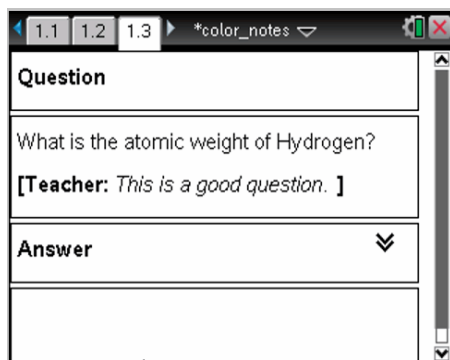 1.1 1.2 1.3 *color_notes
Question
What is the atomic weight of Hydrogen?
[Teacher: This is a good question. ]
Answer